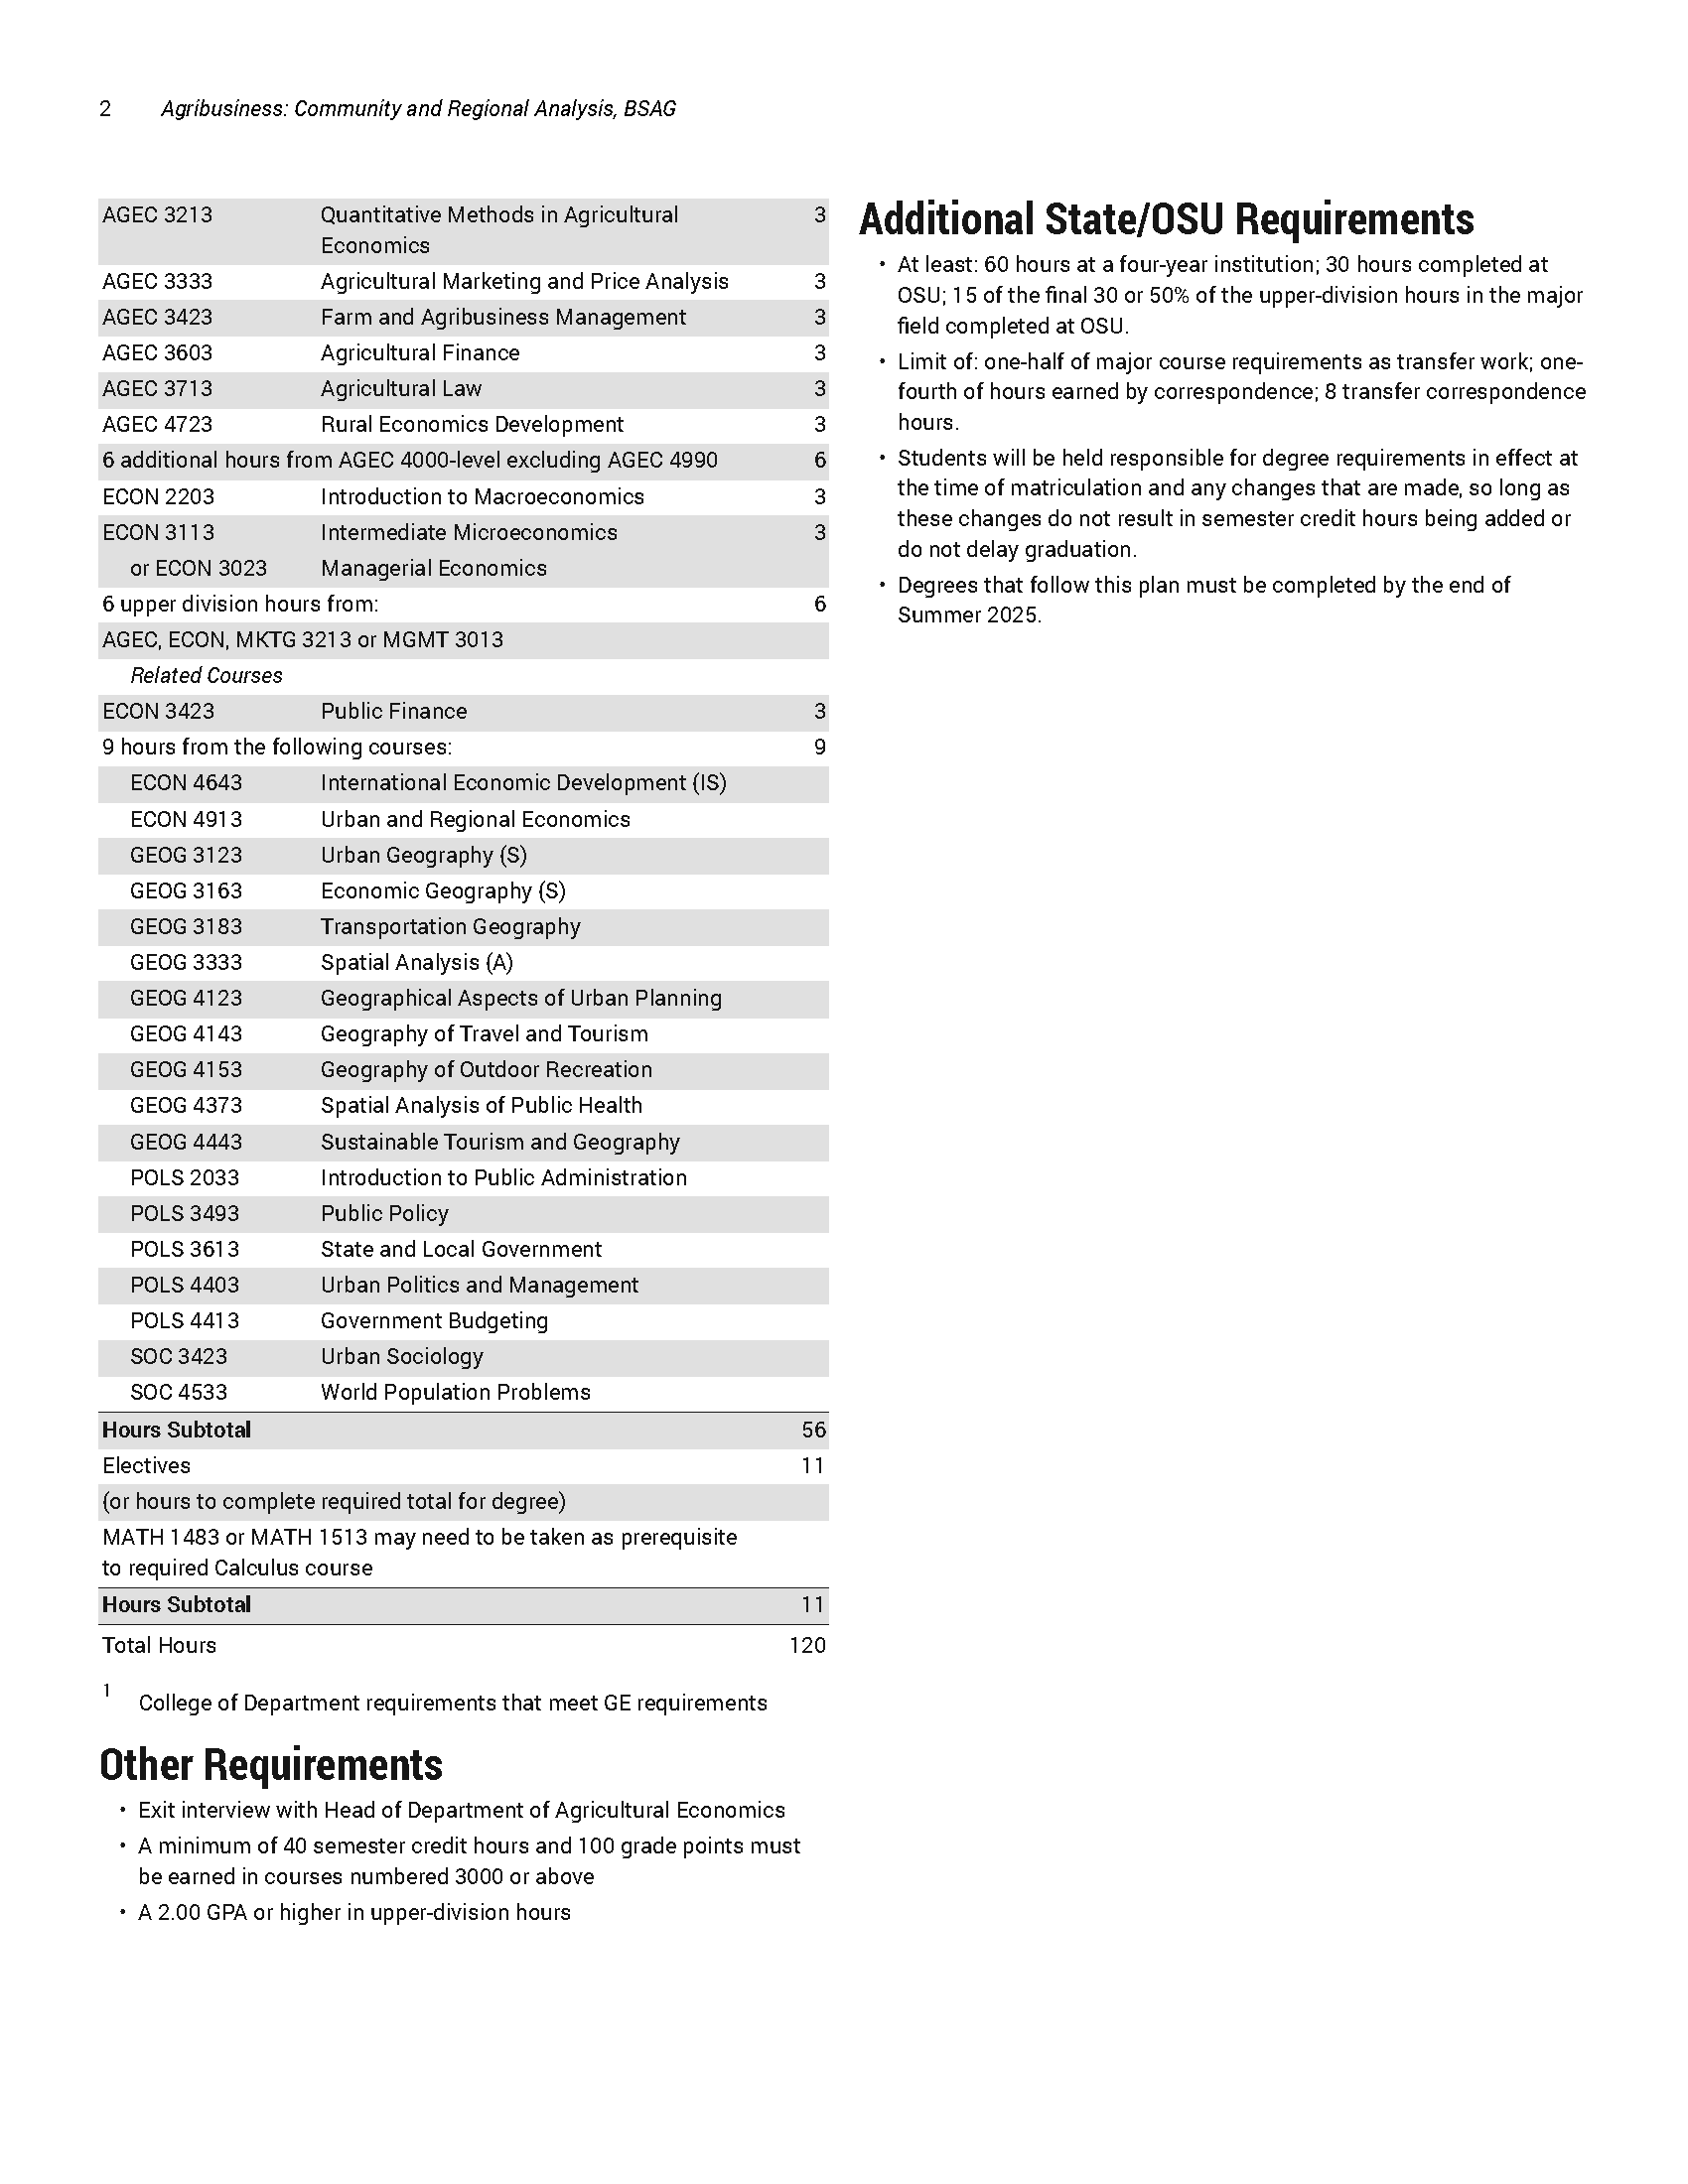 2 Agribusiness: Community and Regional Analysis, BSAG
AGEC 3213 Quantitative Methods in Agricultural 3
Economics
AGEC 3333 Agricultural Marketing and Price Analysis 3
AGEC 3423 Farm and Agribusiness Management 3
AGEC 3603 Agricultural Finance 3
AGEC 3713 Agricultural Law 3
AGEC 4723 Rural Economics Development 3
6 additional hours from AGEC 4000-level excluding AGEC 4990 6
ECON 2203 Introduction to Macroeconomics 3
ECON 3113 Intermediate Microeconomics 3
or ECON 3023 Managerial Economics
6 upper division hours from: 6
AGEC, ECON, MKTG 3213 or MGMT 3013
Related Courses
ECON 3423 Public Finance 3
9 hours from the following courses: 9
ECON 4643 International Economic Development (IS)
ECON 4913 Urban and Regional Economics
GEOG 3123 Urban Geography (S)
GEOG 3163 Economic Geography (S)
GEOG 3183 Transportation Geography
GEOG 3333 Spatial Analysis (A)
GEOG 4123 Geographical Aspects of Urban Planning
GEOG 4143 Geography of Travel and Tourism
GEOG 4153 Geography of Outdoor Recreation
GEOG 4373 Spatial Analysis of Public Health
GEOG 4443 Sustainable Tourism and Geography
POLS 2033 Introduction to Public Administration
POLS 3493 Public Policy
POLS 3613 State and Local Government
POLS 4403 Urban Politics and Management
POLS 4413 Government Budgeting
SOC 3423 Urban Sociology
SOC 4533 World Population Problems
Hours Subtotal 56
Electives 11
(or hours to complete required total for degree)
MATH 1483 or MATH 1513 may need to be taken as prerequisite
to required Calculus course
Hours Subtotal 11
Total Hours 120
1 College of Department requirements that meet GE requirements
Other Requirements
• Exit interview with Head of Department of Agricultural Economics
• A minimum of 40 semester credit hours and 100 grade points must
be earned in courses numbered 3000 or above
• A 2.00 GPA or higher in upper-division hours
Additional State/OSU Requirements
• At least: 60 hours at a four-year institution; 30 hours completed at
OSU; 15 of the final 30 or 50% of the upper-division hours in the major
field completed at OSU.
• Limit of: one-half of major course requirements as transfer work; one-
fourth of hours earned by correspondence; 8 transfer correspondence
hours.
• Students will be held responsible for degree requirements in effect at
the time of matriculation and any changes that are made, so long as
these changes do not result in semester credit hours being added or
do not delay graduation.
• Degrees that follow this plan must be completed by the end of
Summer 2025.